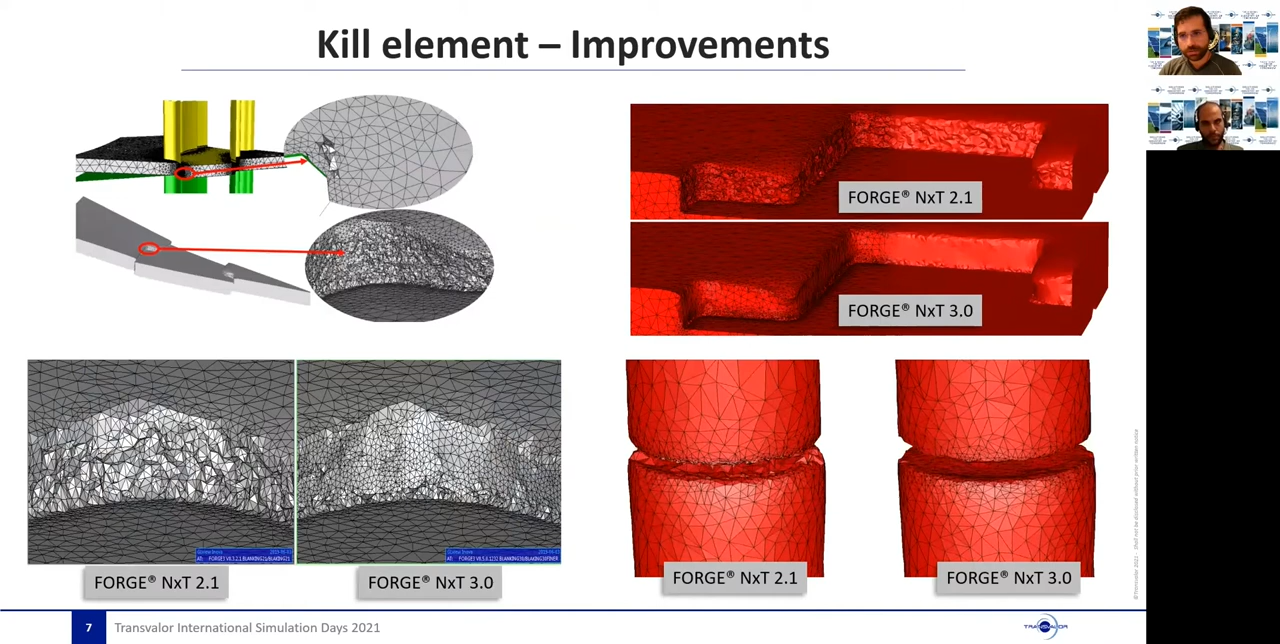 Kill element – Improvements
FORGE® NxT 2.1
FORGE® NxT 3.0
FORGE® NxT 2.1
FORGE® NxT 3.0
FORGE® NxT 2.1
FORGE® NxT 3.0
7
Transvalor International Simulation Days 2021
TRANSVALOR